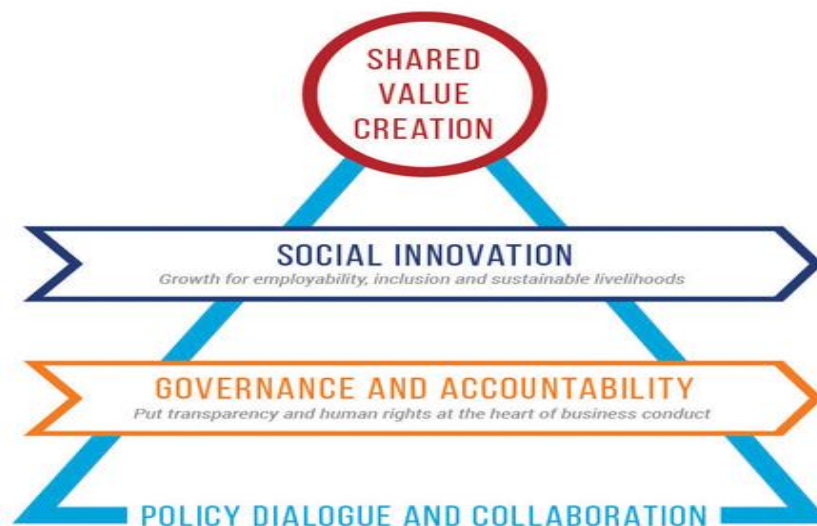 SHARED
VALUE
CREATION
SOCIAL INNOVATION
Growth for employability, inclusion and sustainable livelihoods
GOVERNANCE AND ACCOUNTABILITY
Put transparency and human rights at the heart of business conduct
POLICY DIALOGUE AND COLLABORATION